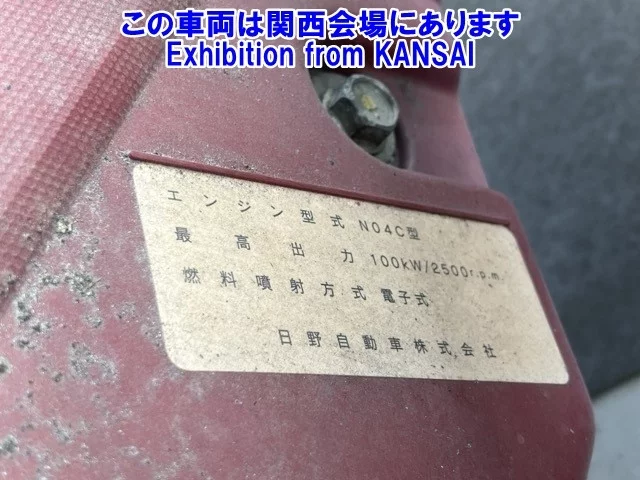 この車両は関西会場にあります
Exhibition from KANSAI
エンジン型式 N04C型
最高出力 100kW/2500r.p.m.
燃料噴射方式 電子式
日野自動車株式会社